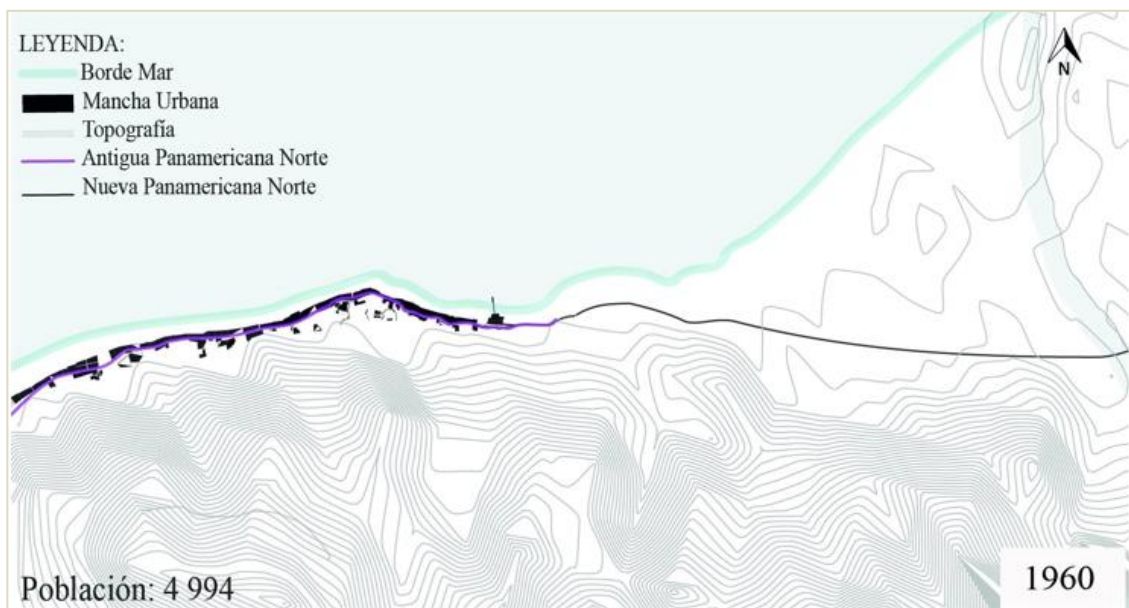 LEYENDA:
Borde Mar
Mancha Urbana
Topografía
Antigua Panamericana Norte
Nueva Panamericana Norte
N
Población: 4 994
1960